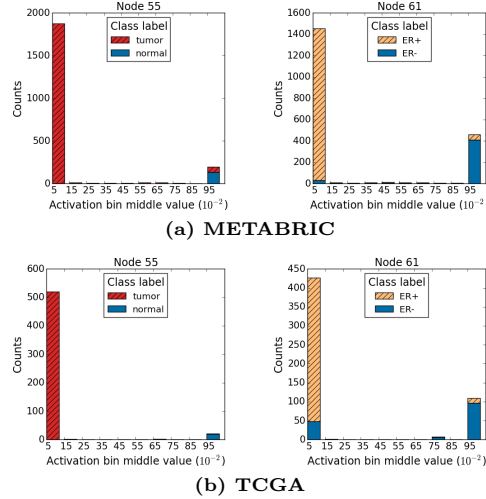 Node 55
Class label
tumor
normal
2000
1500
1000
500
0
Counts
5 15 25 35 45 55 65 75 85 95
Activation bin middle value (10⁻²)
Node 61
Class label
ER+
ER-
1600
1400
1200
1000
800
600
400
200
0
Counts
5 15 25 35 45 55 65 75 85 95
Activation bin middle value (10⁻²)
(a) METABRIC
Node 55
Class label
tumor
normal
600
500
400
300
200
100
0
Counts
5 15 25 35 45 55 65 75 85 95
Activation bin middle value (10⁻²)
Node 61
Class label
ER+
ER-
450
400
350
300
250
200
150
100
50
0
Counts
5 15 25 35 45 55 65 75 85 95
Activation bin middle value (10⁻²)
(b) TCGA